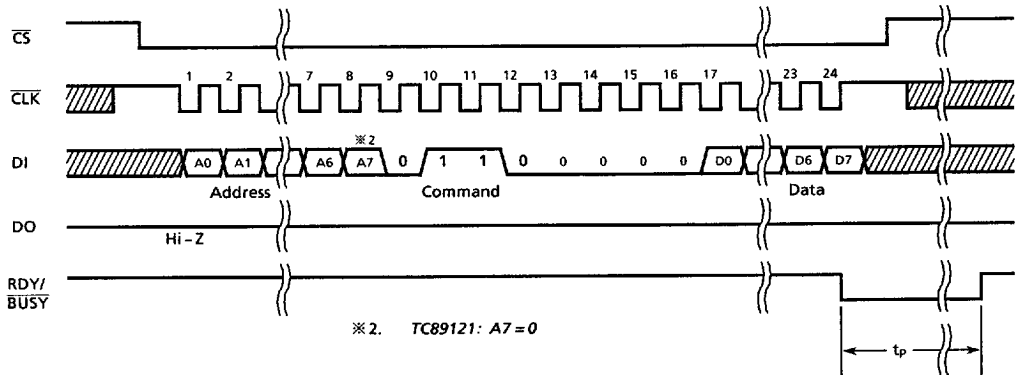 CS
CLK
1 2 7 8 9 10 11 12 13 14 15 16 17 23 24
※2
DI A0 A1 A6 A7 0 1 1 0 0 0 0 0 D0 D6 D7
Address Command Data
DO
Hi-Z
RDY/
BUSY
※2. TC89121: A7=0
tP